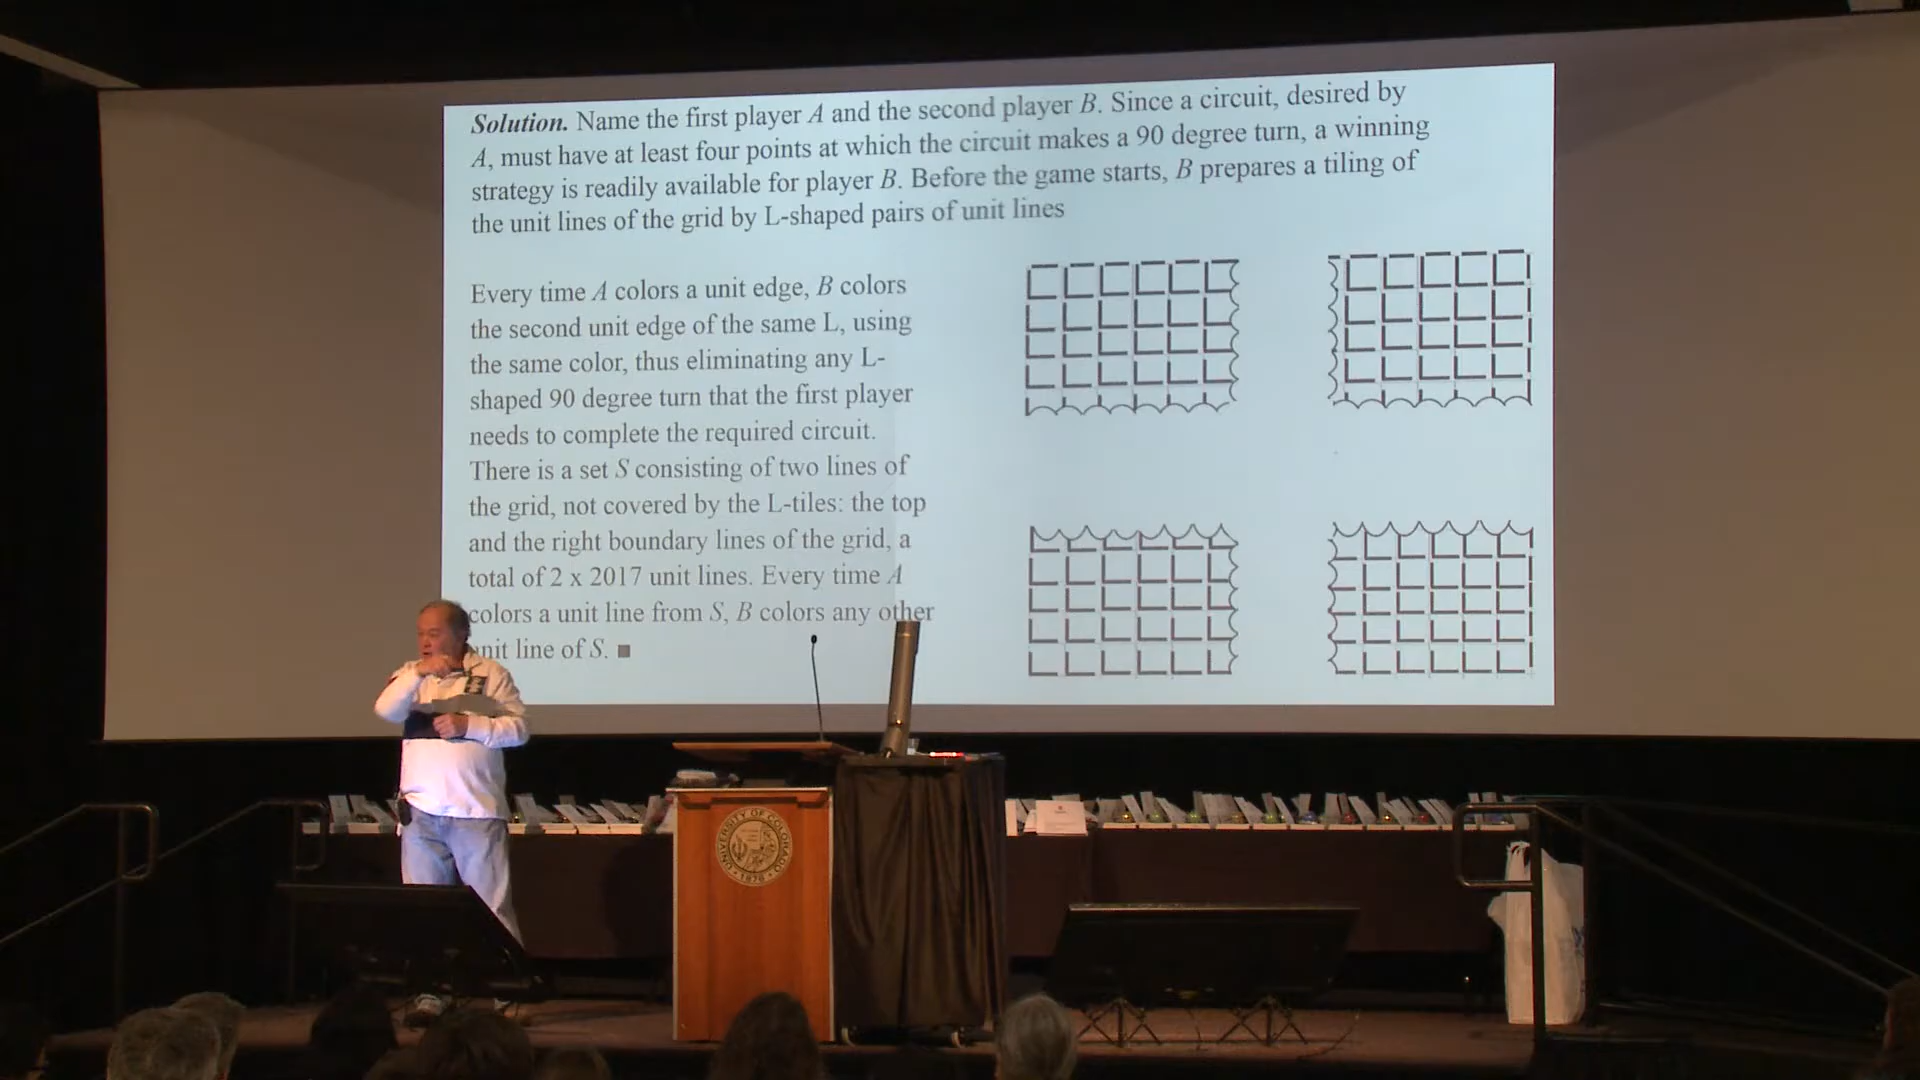 Solution. Name the first player A and the second player B. Since a circuit, desired by
A, must have at least four points at which the circuit makes a 90 degree turn, a winning
strategy is readily available for player B. Before the game starts, B prepares a tiling of
the unit lines of the grid by L-shaped pairs of unit lines
Every time A colors a unit edge, B colors
the second unit edge of the same L, using
the same color, thus eliminating any L-
shaped 90 degree turn that the first player
needs to complete the required circuit.
There is a set S consisting of two lines of
the grid, not covered by the L-tiles: the top
and the right boundary lines of the grid, a
total of 2 x 2017 unit lines. Every time A
colors a unit line from S, B colors any other
unit line of S. ■
UNIVERSITY OF COLORADO
1876